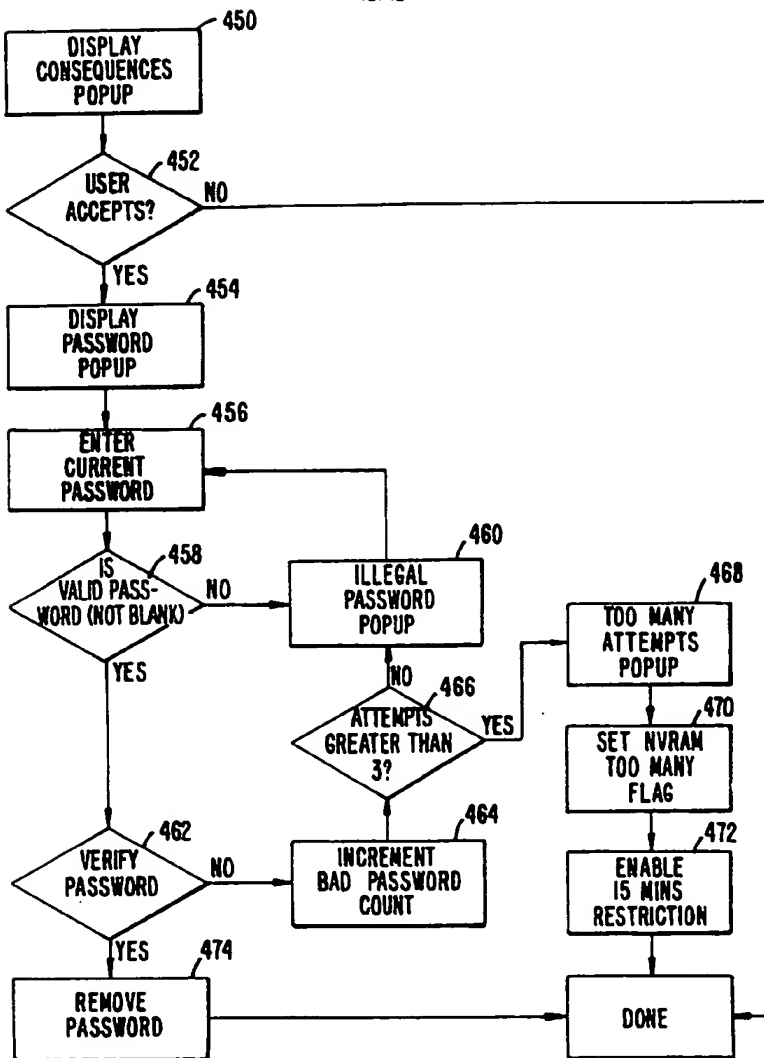 450
DISPLAY
CONSEQUENCES
POPUP
452
USER
ACCEPTS?
NO
YES
454
DISPLAY
PASSWORD
POPUP
456
ENTER
CURRENT
PASSWORD
458
IS
VALID PASS-
WORD (NOT BLANK)
NO
YES
460
ILLEGAL
PASSWORD
POPUP
NO
466
ATTEMPTS
GREATER THAN
3?
YES
468
TOO MANY
ATTEMPTS
POPUP
470
SET NVRAM
TOO MANY
FLAG
462
VERIFY
PASSWORD
NO
YES
464
INCREMENT
BAD PASSWORD
COUNT
472
ENABLE
15 MINS
RESTRICTION
474
REMOVE
PASSWORD
DONE